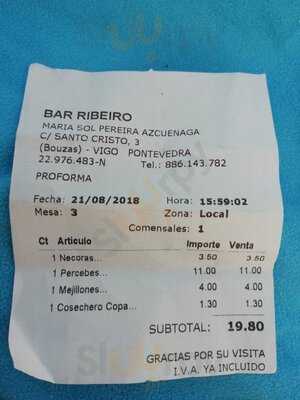 BAR RIBEIRO
MARIA SOL PEREIRA AZCUENAGA
C/ SANTO CRISTO, 3
(Bouzas) - VIGO PONTEVEDRA
22.976.483-N Tel.: 886.143.782
PROFORMA
Fecha: 21/08/2018 Hora: 15:59:02
Mesa: 3 Zona: Local
Comensales: 1
Ct Articulo Importe Venta
1 Necoras... 3.50 3.50
1 Percebes... 11.00 11.00
1 Mejillones... 4.00 4.00
1 Cosechero Copa... 1.30 1.30
SUBTOTAL: 19.80
GRACIAS POR SU VISITA
I.V.A. YA INCLUIDO